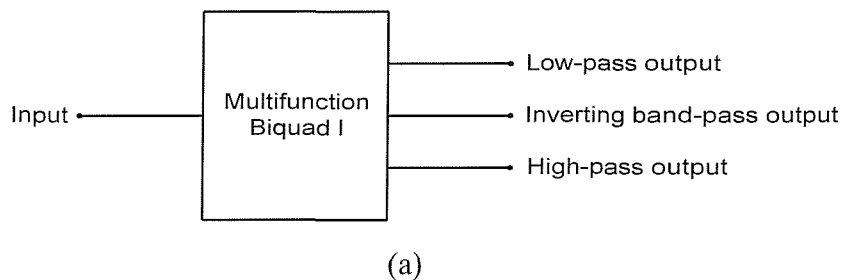 Low-pass output
Input
Multifunction
Biquad I
Inverting band-pass output
High-pass output
(a)